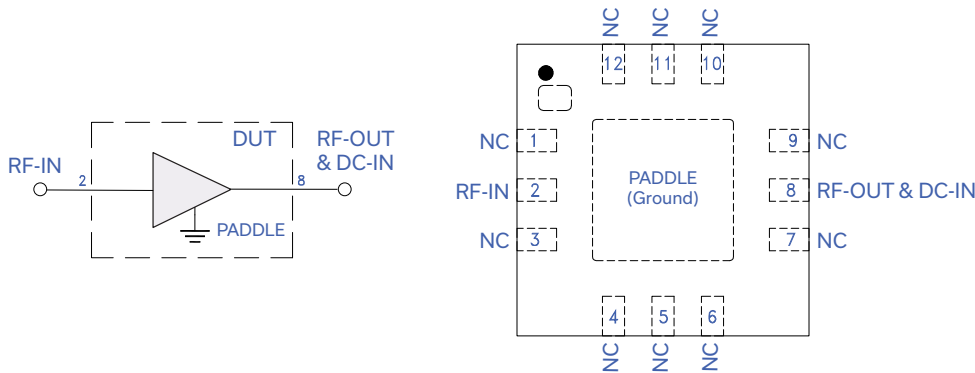 DUT
RF-OUT
& DC-IN
RF-IN
2
8
PADDLE
NC
NC
NC
12
11
10
NC
1
9
NC
RF-IN
2
PADDLE
(Ground)
8
RF-OUT & DC-IN
NC
3
7
NC
4
5
6
NC
NC
NC